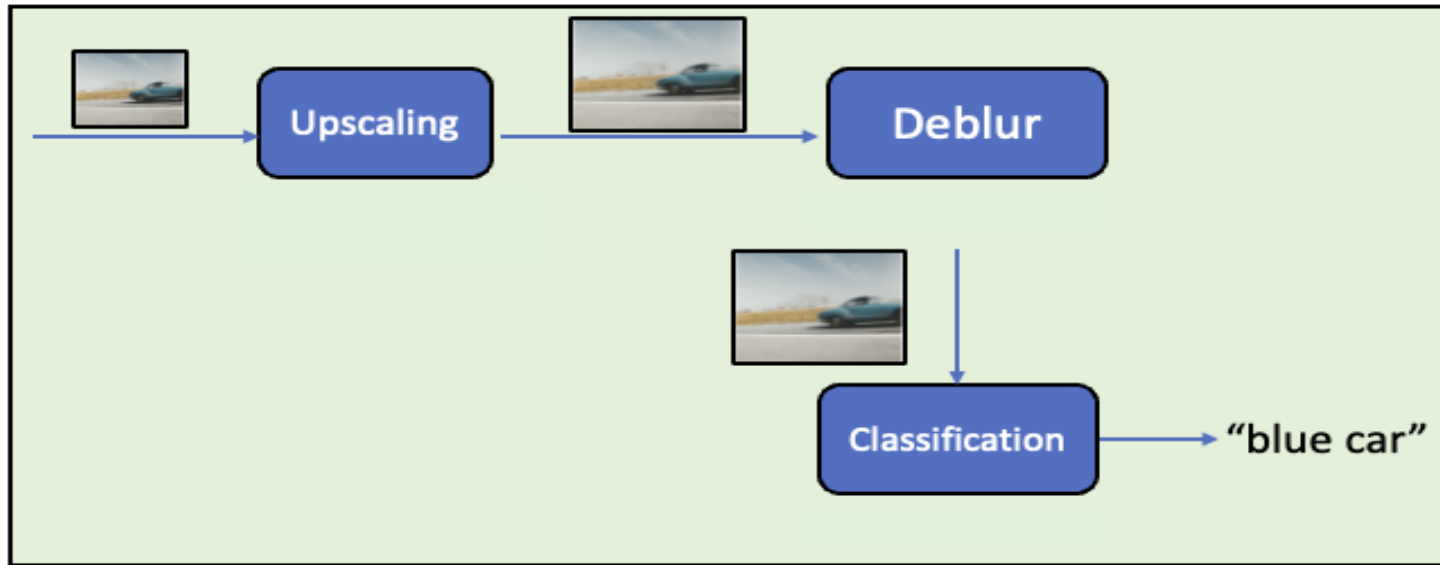 Upscaling
Deblur
Classification
“blue car”